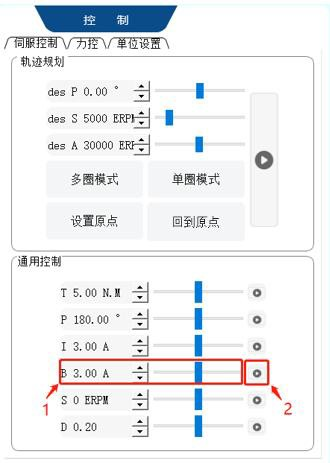 控 制
伺服控制 力控 单位设置
轨迹规划
des P 0.00 °
des S 5000 ERPM
des A 30000 ERF
多圈模式 单圈模式
设置原点 回到原点
通用控制
T 5.00 N.M
P 180.00 °
I 3.00 A
B 3.00 A
1 2
S 0 ERPM
D 0.20